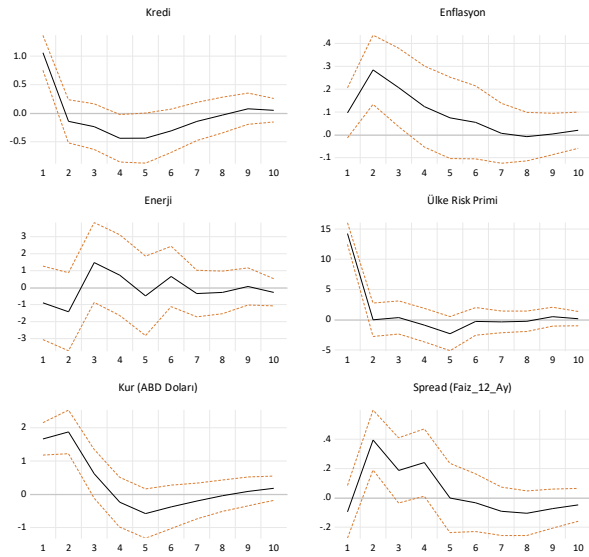 Kredi
1.0
0.0
-0.5
1 2 3 4 5 6 7 8 9 10
Enflasyon
.4
.3
.2
.1
.0
-.1
1 2 3 4 5 6 7 8 9 10
Enerji
3
2
1
0
-1
-2
-3
1 2 3 4 5 6 7 8 9 10
Ülke Risk Primi
15
10
5
0
-5
1 2 3 4 5 6 7 8 9 10
Kur (ABD Doları)
2
1
0
-1
1 2 3 4 5 6 7 8 9 10
Spread (Faiz_12_Ay)
.4
.2
.0
-.2
1 2 3 4 5 6 7 8 9 10